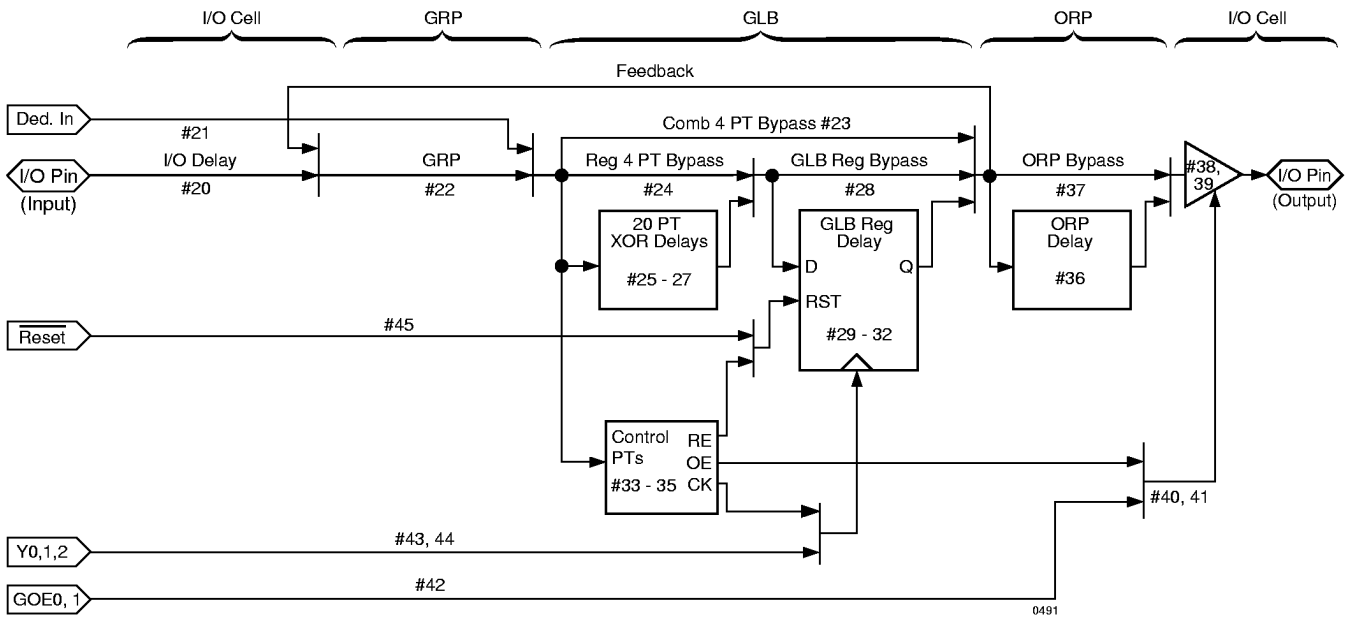 I/O Cell
GRP
GLB
ORP
I/O Cell
Feedback
Ded. In
#21
Comb 4 PT Bypass #23
I/O Pin
(Input)
I/O Delay
#20
GRP
#22
Reg 4 PT Bypass
#24
GLB Reg Bypass
#28
ORP Bypass
#37
#38,
39
I/O Pin
(Output)
20 PT
XOR Delays
#25 - 27
GLB Reg
Delay
D
Q
RST
#29 - 32
ORP
Delay
#36
Reset
#45
Control
PTs
#33 - 35
RE
OE
CK
#40, 41
Y0,1,2
#43, 44
GOE0, 1
#42
0491